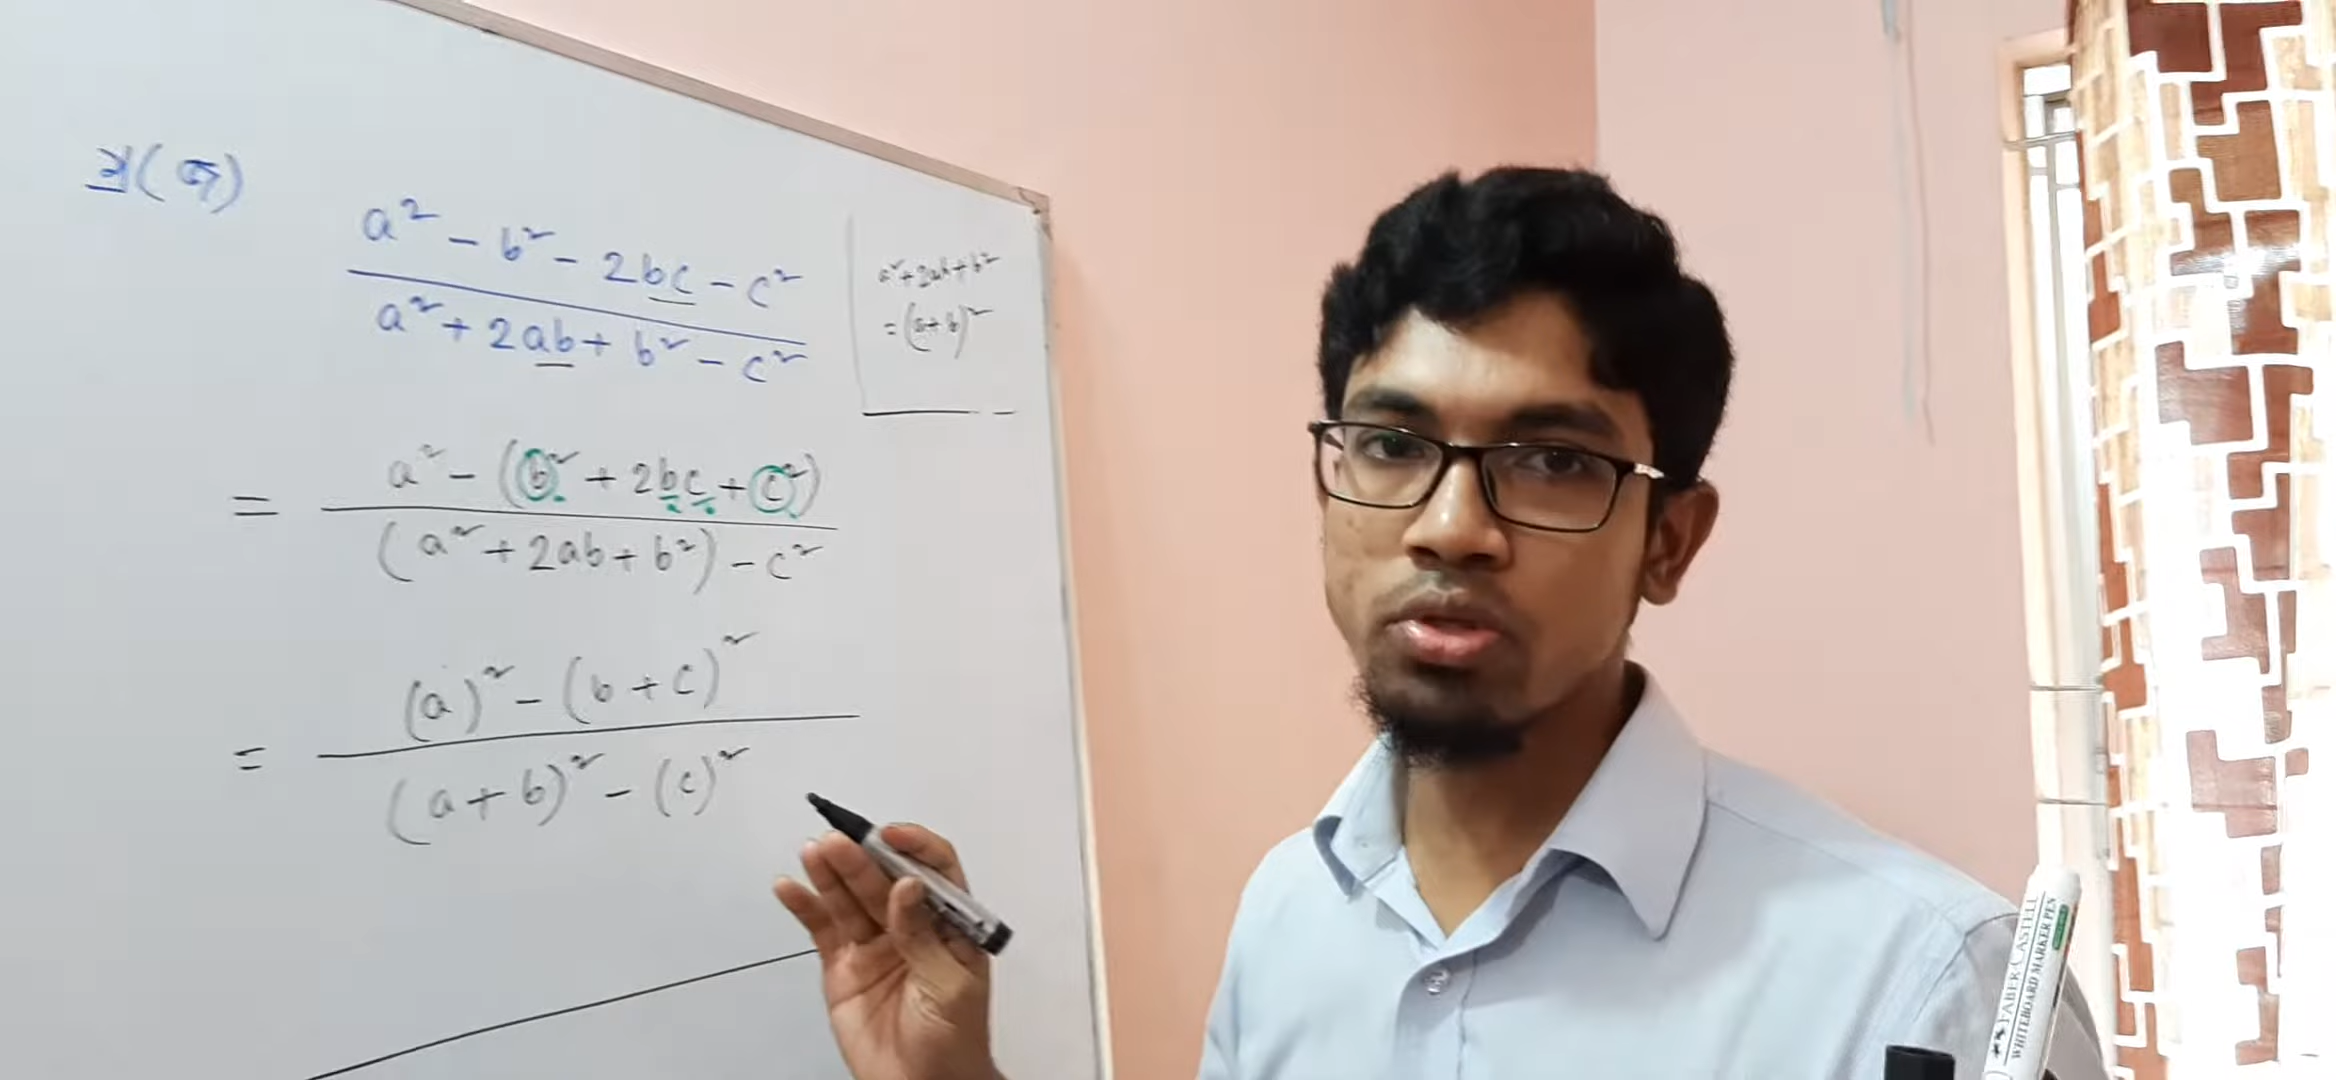 a² - b² - 2bc - c²
a² + 2ab + b² - c²
a²+2ab+b²
= (a+b)²
= a² - (b² + 2bc + c²)
(a² + 2ab + b²) - c²
= (a)² - (b + c)²
(a + b)² - (c)²
FABER-CASTELL
WHITEBOARD MARKER PEN